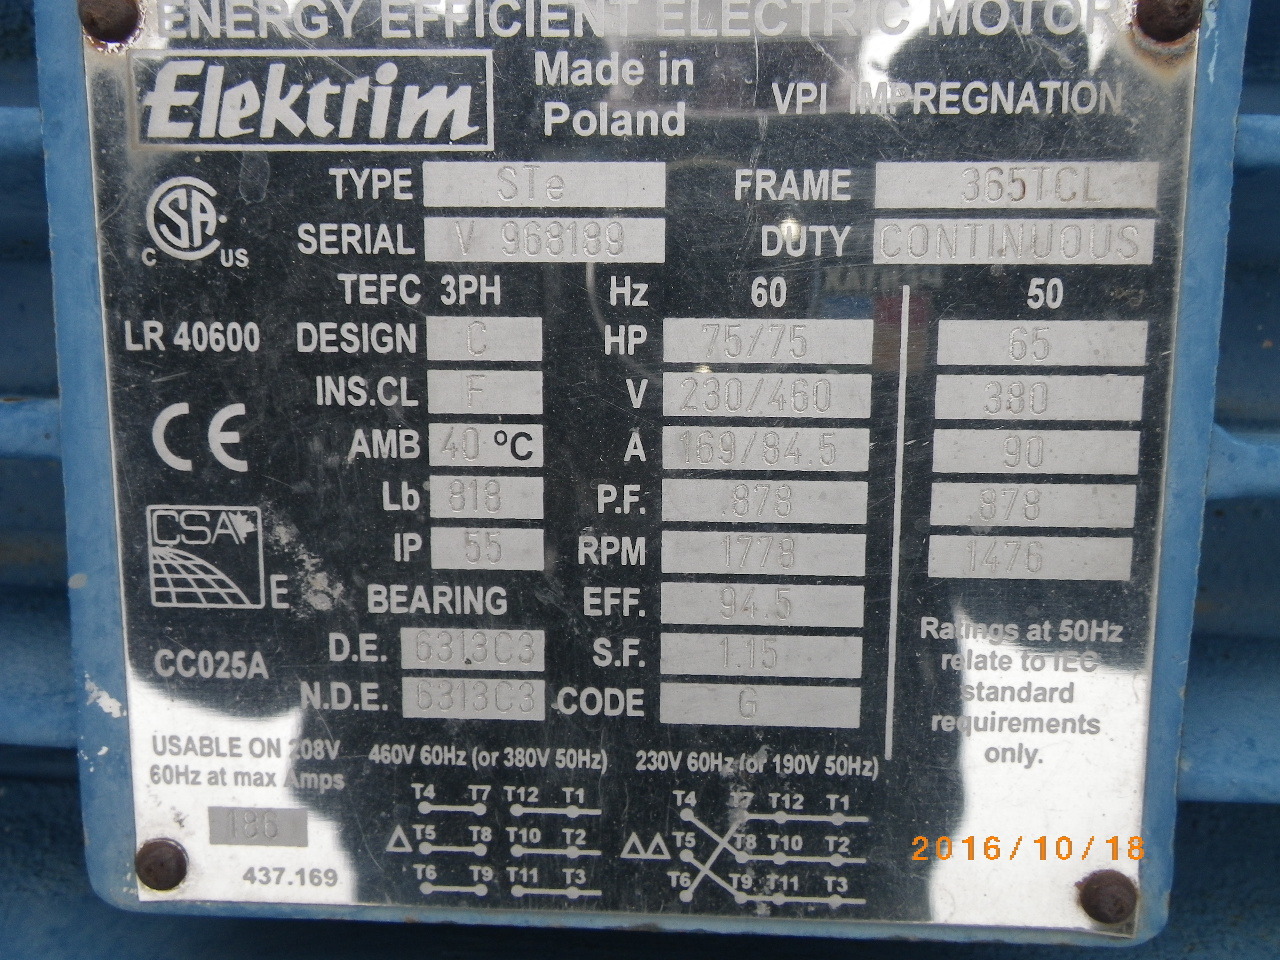 ENERGY EFFICIENT ELECTRIC MOTOR
Elektrim Made in Poland VPI IMPREGNATION
TYPE STe FRAME 365TCL
SERIAL V 968189 DUTY CONTINUOUS
SA C US
TEFC 3PH Hz 60 50
LR 40600 DESIGN C HP 75/75 65
INS.CL F V 230/460 380
CE AMB 40 °C A 169/84.5 90
Lb 818 P.F. .878 .878
CSA IP 55 RPM 1778 1476
E BEARING EFF. 94.5
D.E. 6313C3 S.F. 1.15
CC025A N.D.E. 6313C3 CODE G
Ratings at 50Hz
relate to IEC
standard
requirements
only.
USABLE ON 208V
60Hz at max Amps
186
437.169
460V 60Hz (or 380V 50Hz)
T4 T7 T12 T1
Δ T5 T8 T10 T2
T6 T9 T11 T3
230V 60Hz (or 190V 50Hz)
T4 T7 T12 T1
ΔΔ T5 T8 T10 T2
T6 T9 T11 T3
2016/10/18